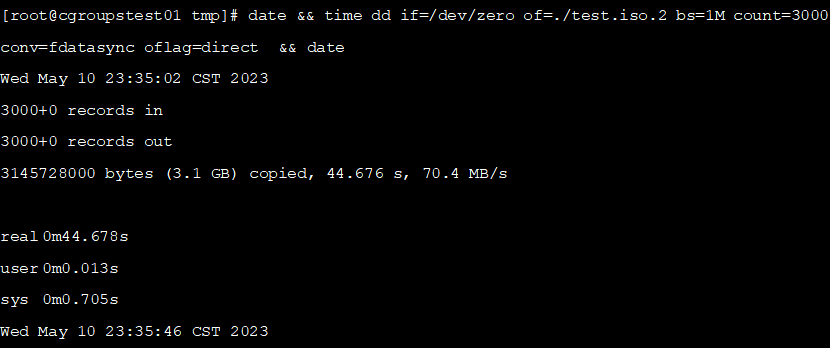 [root@cgroupstest01 tmp]# date && time dd if=/dev/zero of=./test.iso.2 bs=1M count=3000
conv=fdatasync oflag=direct  && date
Wed May 10 23:35:02 CST 2023
3000+0 records in
3000+0 records out
3145728000 bytes (3.1 GB) copied, 44.676 s, 70.4 MB/s
real 0m44.678s
user 0m0.013s
sys 0m0.705s
Wed May 10 23:35:46 CST 2023